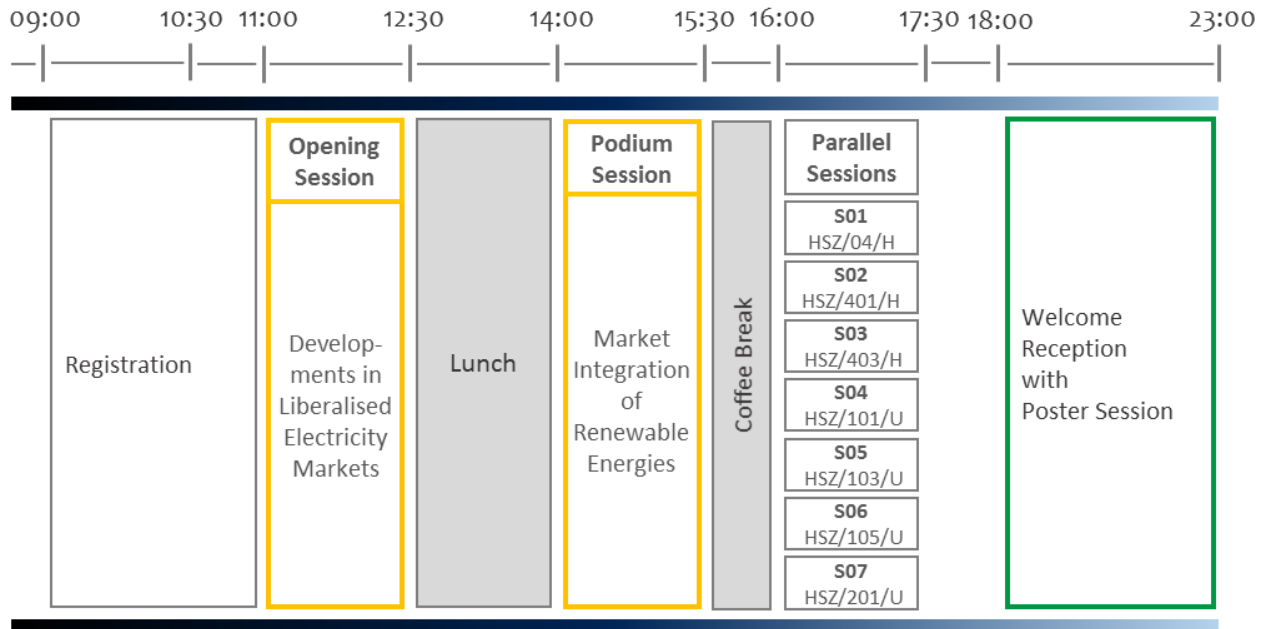 09:00 10:30 11:00 12:30 14:00 15:30 16:00 17:30 18:00 23:00
Registration
Opening
Session
Develop-
ments in
Liberalised
Electricity
Markets
Lunch
Podium
Session
Market
Integration
of
Renewable
Energies
Coffee Break
Parallel
Sessions
S01
HSZ/04/H
S02
HSZ/401/H
S03
HSZ/403/H
S04
HSZ/101/U
S05
HSZ/103/U
S06
HSZ/105/U
S07
HSZ/201/U
Welcome
Reception
with
Poster Session